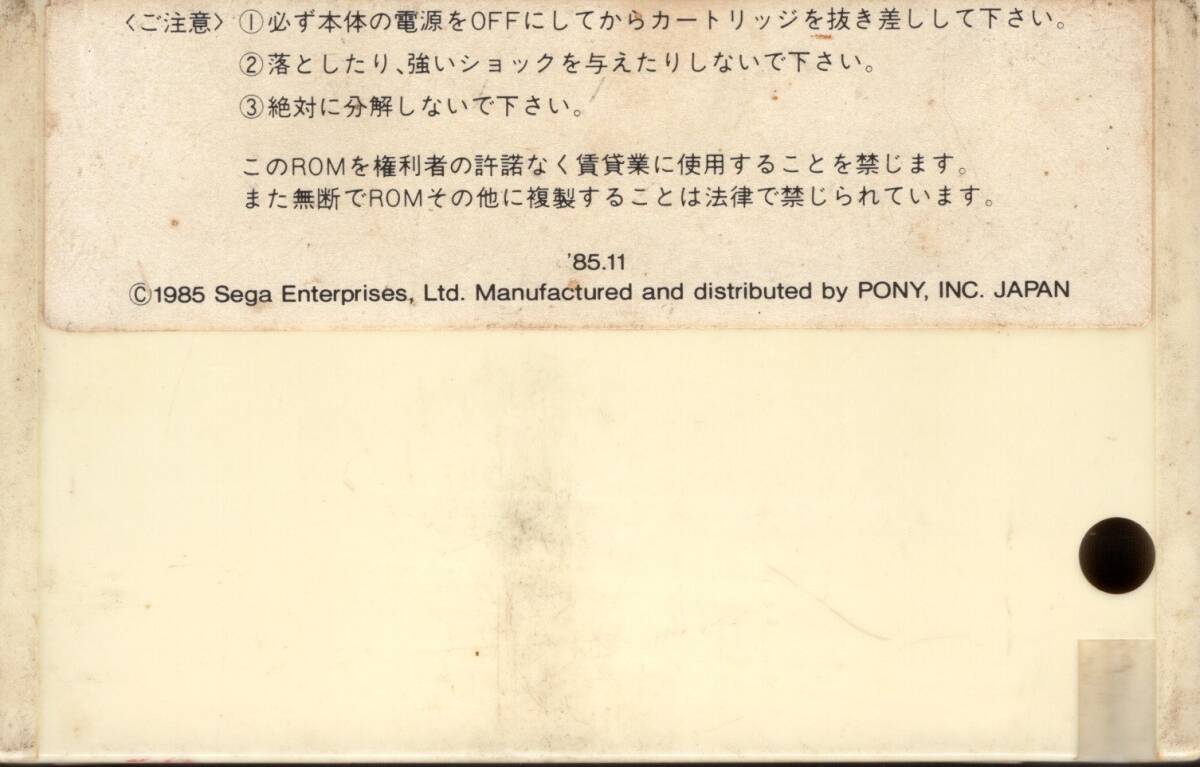 〈ご注意〉①必ず本体の電源をOFFにしてからカートリッジを抜き差しして下さい。
②落としたり、強いショックを与えたりしないで下さい。
③絶対に分解しないで下さい。
このROMを権利者の許諾なく賃貸業に使用することを禁じます。
また無断でROMその他に複製することは法律で禁じられています。
'85.11
©1985 Sega Enterprises, Ltd. Manufactured and distributed by PONY, INC. JAPAN